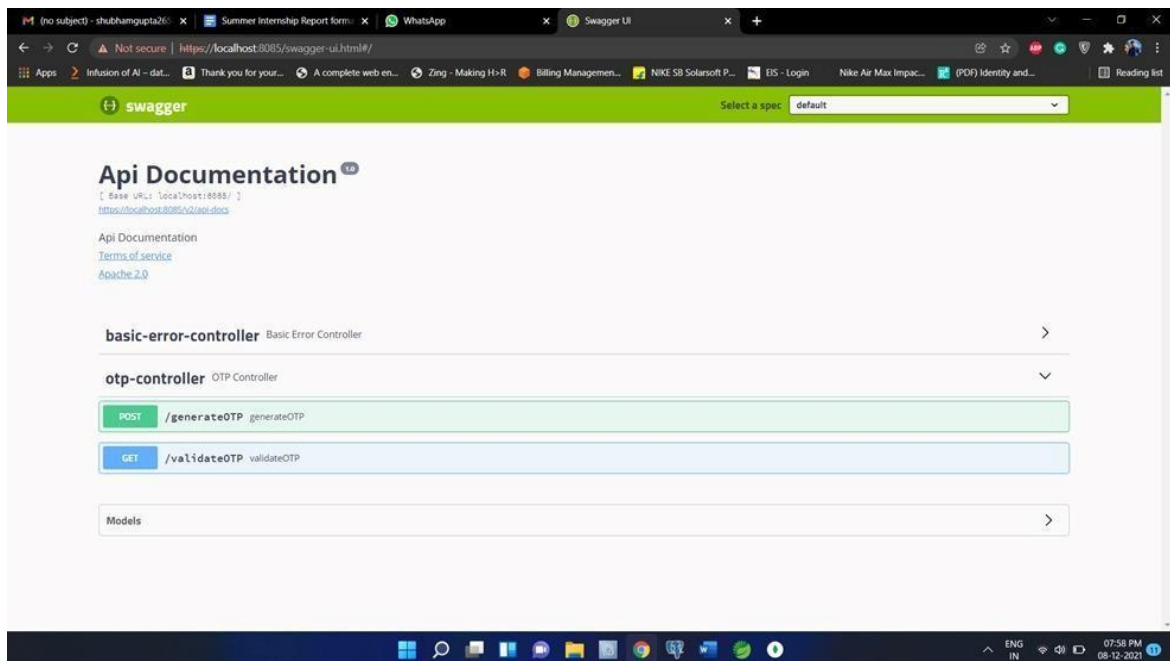 (no subject) - shubhamgupta26
Summer Internship Report form
WhatsApp
Swagger UI
Not secure | https://localhost:8085/swagger-ui.html#/
Apps
Infusion of AI – dat...
Thank you for your...
A complete web en...
Zing - Making H>R
Billing Managemen...
NIKE SB Solarsoft P...
EIS - Login
Nike Air Max Impac...
(PDF) Identity and...
Reading list
swagger
Select a spec
default
Api Documentation 1.0
[ Base URL: localhost:8085/ ]
https://localhost:8085/v2/api-docs
Api Documentation
Terms of service
Apache 2.0
basic-error-controller Basic Error Controller
otp-controller OTP Controller
POST /generateOTP generateOTP
GET /validateOTP validateOTP
Models
ENG
IN
07:58 PM
08-12-2021